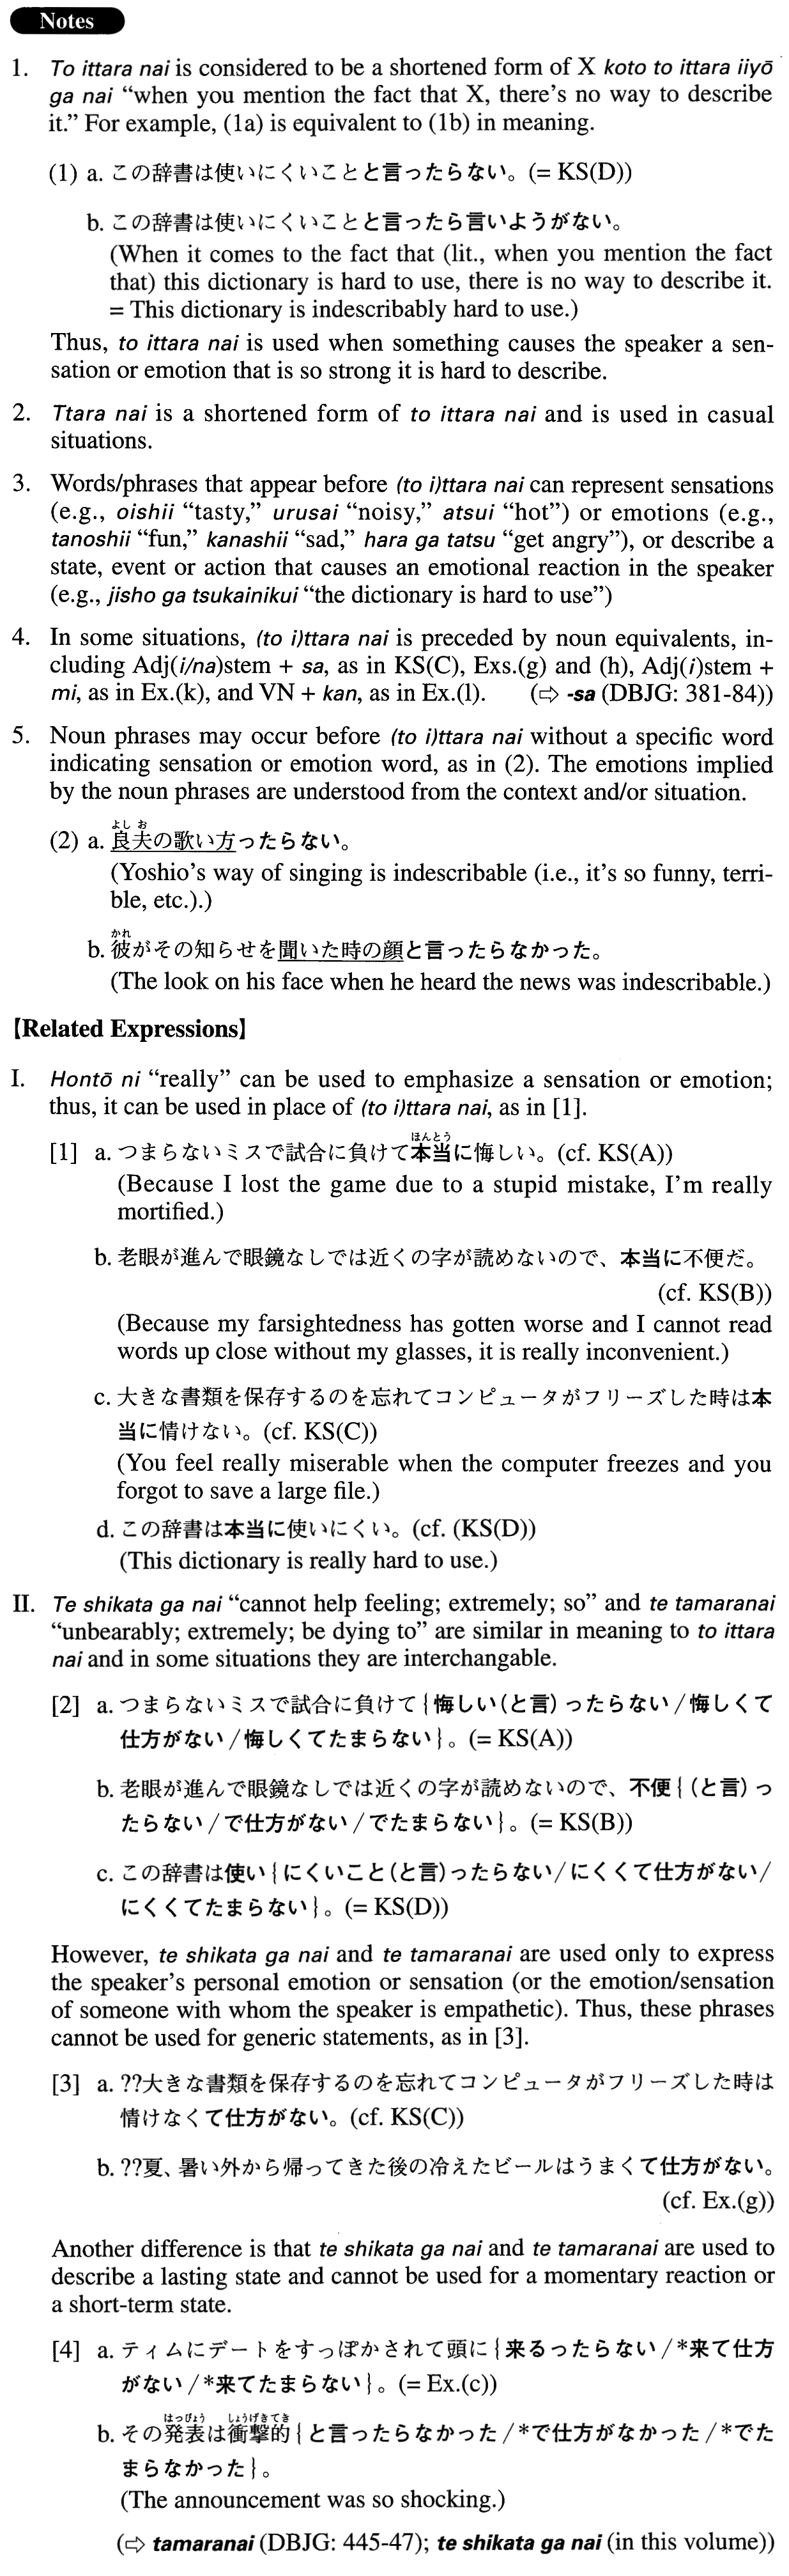 Notes
1. To ittara nai is considered to be a shortened form of X koto to ittara iiyō
ga nai “when you mention the fact that X, there’s no way to describe
it.” For example, (1a) is equivalent to (1b) in meaning.
(1) a. この辞書は使いにくいことと言ったらない。(= KS(D))
b. この辞書は使いにくいことと言ったら言いようがない。
(When it comes to the fact that (lit., when you mention the fact
that) this dictionary is hard to use, there is no way to describe it.
= This dictionary is indescribably hard to use.)
Thus, to ittara nai is used when something causes the speaker a sen-
sation or emotion that is so strong it is hard to describe.
2. Ttara nai is a shortened form of to ittara nai and is used in casual
situations.
3. Words/phrases that appear before (to i)ttara nai can represent sensations
(e.g., oishii “tasty,” urusai “noisy,” atsui “hot”) or emotions (e.g.,
tanoshii “fun,” kanashii “sad,” hara ga tatsu “get angry”), or describe a
state, event or action that causes an emotional reaction in the speaker
(e.g., jisho ga tsukainikui “the dictionary is hard to use”)
4. In some situations, (to i)ttara nai is preceded by noun equivalents, in-
cluding Adj(i/na)stem + sa, as in KS(C), Exs.(g) and (h), Adj(i)stem +
mi, as in Ex.(k), and VN + kan, as in Ex.(l). (⇨ -sa (DBJG: 381-84))
5. Noun phrases may occur before (to i)ttara nai without a specific word
indicating sensation or emotion word, as in (2). The emotions implied
by the noun phrases are understood from the context and/or situation.
よし お
(2) a. 良夫の歌い方ったらない。
(Yoshio’s way of singing is indescribable (i.e., it’s so funny, terri-
ble, etc.).)
かれ
b. 彼がその知らせを聞いた時の顔と言ったらなかった。
(The look on his face when he heard the news was indescribable.)
【Related Expressions】
I. Hontō ni “really” can be used to emphasize a sensation or emotion;
thus, it can be used in place of (to i)ttara nai, as in [1].
ほんとう
[1] a. つまらないミスで試合に負けて本当に悔しい。(cf. KS(A))
(Because I lost the game due to a stupid mistake, I’m really
mortified.)
b. 老眼が進んで眼鏡なしでは近くの字が読めないので、本当に不便だ。
(cf. KS(B))
(Because my farsightedness has gotten worse and I cannot read
words up close without my glasses, it is really inconvenient.)
c. 大きな書類を保存するのを忘れてコンピュータがフリーズした時は本
当に情けない。(cf. KS(C))
(You feel really miserable when the computer freezes and you
forgot to save a large file.)
d. この辞書は本当に使いにくい。(cf. (KS(D))
(This dictionary is really hard to use.)
II. Te shikata ga nai “cannot help feeling; extremely; so” and te tamaranai
“unbearably; extremely; be dying to” are similar in meaning to to ittara
nai and in some situations they are interchangable.
[2] a. つまらないミスで試合に負けて{悔しい(と言)ったらない/悔しくて
仕方がない/悔しくてたまらない}。(= KS(A))
b. 老眼が進んで眼鏡なしでは近くの字が読めないので、不便{(と言)っ
たらない/で仕方がない/でたまらない}。(= KS(B))
c. この辞書は使い{にくいこと(と言)ったらない/にくくて仕方がない/
にくくてたまらない}。(= KS(D))
However, te shikata ga nai and te tamaranai are used only to express
the speaker’s personal emotion or sensation (or the emotion/sensation
of someone with whom the speaker is empathetic). Thus, these phrases
cannot be used for generic statements, as in [3].
[3] a. ??大きな書類を保存するのを忘れてコンピュータがフリーズした時は
情けなくて仕方がない。(cf. KS(C))
b. ??夏、暑い外から帰ってきた後の冷えたビールはうまくて仕方がない。
(cf. Ex.(g))
Another difference is that te shikata ga nai and te tamaranai are used to
describe a lasting state and cannot be used for a momentary reaction or
a short-term state.
[4] a. ティムにデートをすっぽかされて頭に{来るったらない/*来て仕方
がない/*来てたまらない}。(= Ex.(c))
はっぴょう しょうげきてき
b. その発表は衝撃的{と言ったらなかった/*で仕方がなかった/*でた
まらなかった}。
(The announcement was so shocking.)
(⇨ tamaranai (DBJG: 445-47); te shikata ga nai (in this volume))